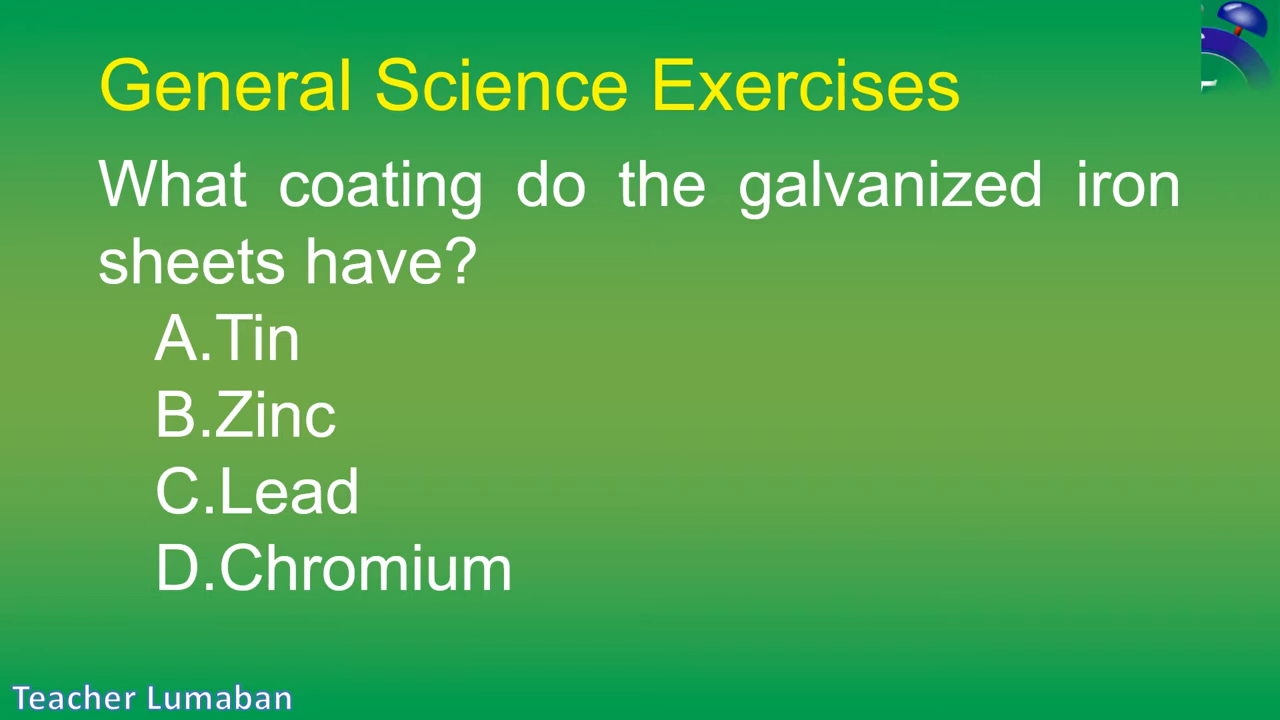 General Science Exercises
What coating do the galvanized iron
sheets have?
A.Tin
B.Zinc
C.Lead
D.Chromium
Teacher Lumaban